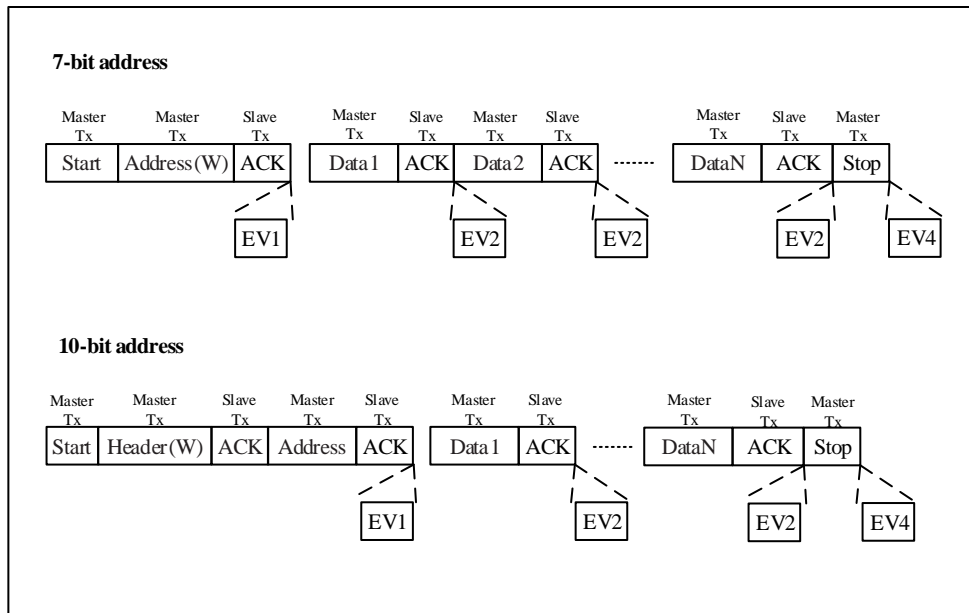 7-bit address
Master Tx Master Tx Slave Tx Master Tx Slave Tx Master Tx Slave Tx Master Tx Slave Tx Master Tx
Start Address(W) ACK Data1 ACK Data2 ACK DataN ACK Stop
EV1 EV2 EV2 EV2 EV4
10-bit address
Master Tx Master Tx Slave Tx Master Tx Slave Tx Master Tx Slave Tx Master Tx Slave Tx Master Tx
Start Header(W) ACK Address ACK Data1 ACK DataN ACK Stop
EV1 EV2 EV2 EV4